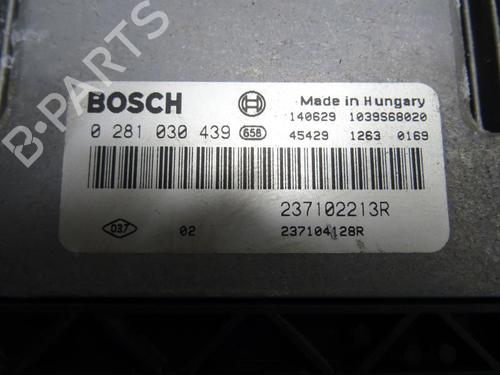 B-PARTS
BOSCH Made in Hungary
140629 1039S68020
0 281 030 439 658 45429 1263 0169
237102213R
037 02 237104128R